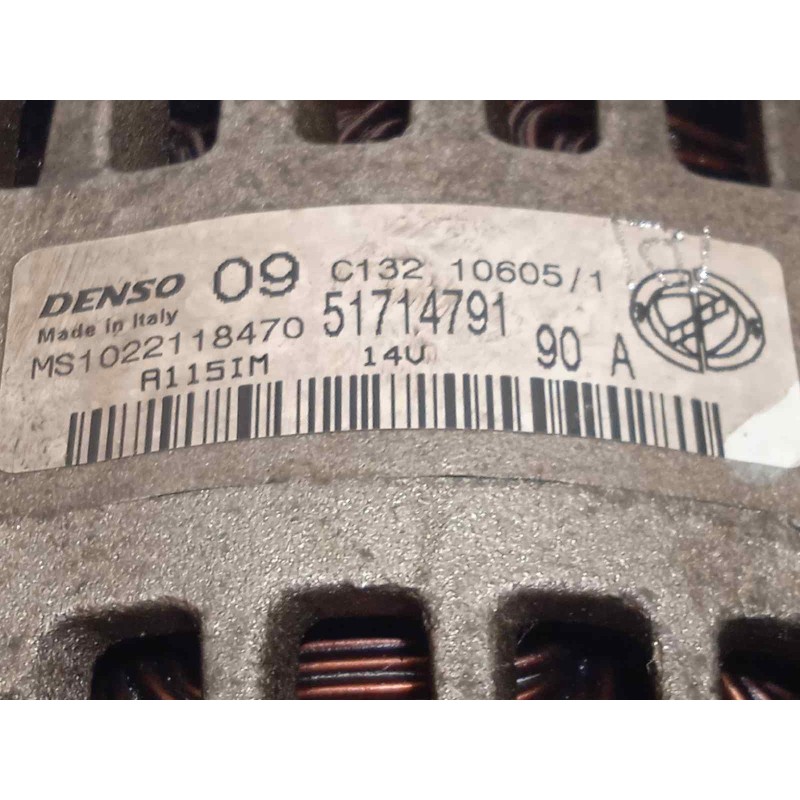 DENSO 09 C132 10605/1
Made in Italy 51714791
MS1022118470 14V 90 A
A115IM